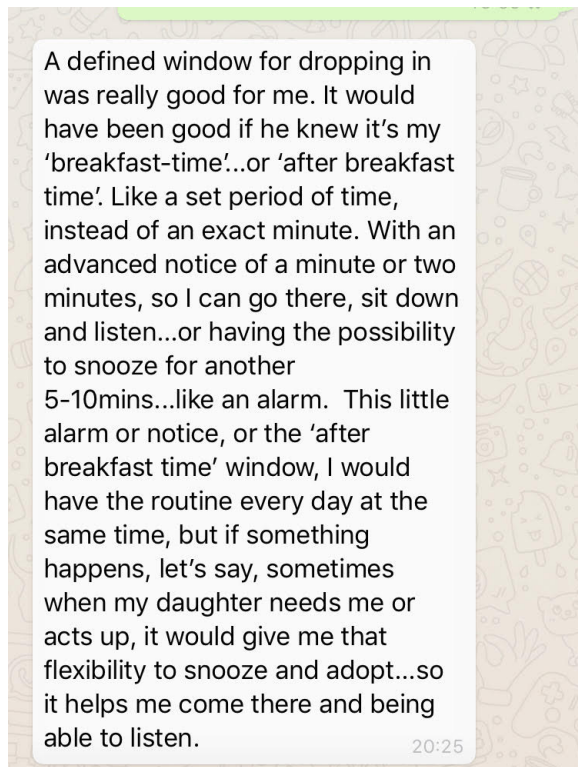 A defined window for dropping in
was really good for me. It would
have been good if he knew it’s my
‘breakfast-time’...or ‘after breakfast
time’. Like a set period of time,
instead of an exact minute. With an
advanced notice of a minute or two
minutes, so I can go there, sit down
and listen...or having the possibility
to snooze for another
5-10mins...like an alarm.  This little
alarm or notice, or the ‘after
breakfast time’ window, I would
have the routine every day at the
same time, but if something
happens, let’s say, sometimes
when my daughter needs me or
acts up, it would give me that
flexibility to snooze and adopt...so
it helps me come there and being
able to listen.
20:25